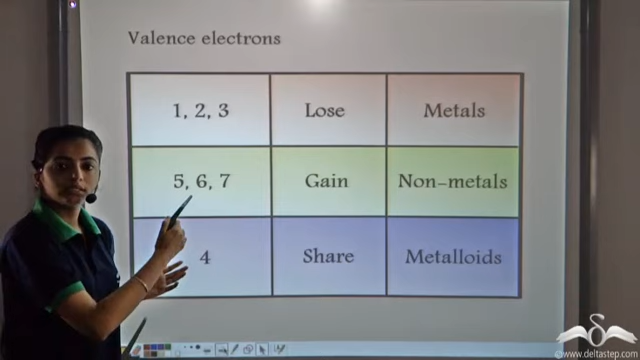 Valence electrons
1, 2, 3 Lose Metals
5, 6, 7 Gain Non-metals
4 Share Metalloids
©www.deltastep.com